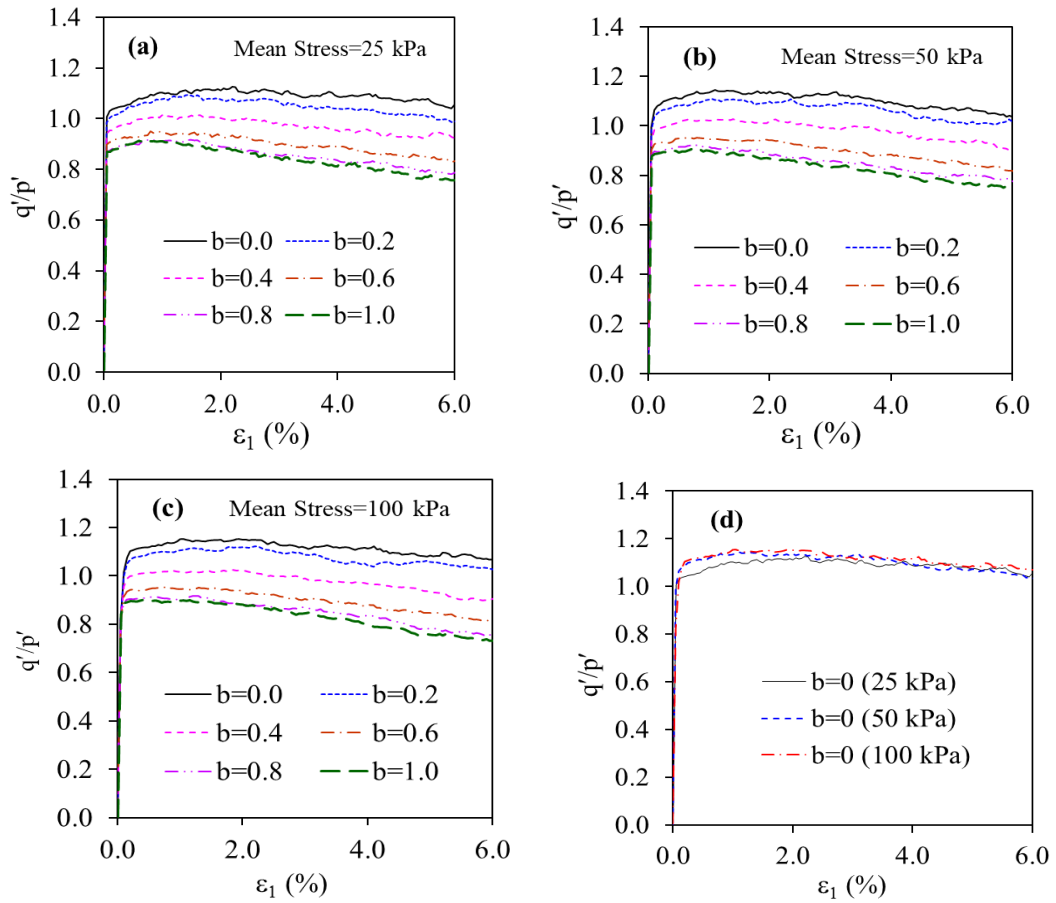 (a)
Mean Stress=25 kPa
1.4
1.2
1.0
0.8
0.6
0.4
0.2
0.0
q'/p'
b=0.0 b=0.2
b=0.4 b=0.6
b=0.8 b=1.0
0.0 2.0 4.0 6.0
ε1 (%)
(b)
Mean Stress=50 kPa
1.4
1.2
1.0
0.8
0.6
0.4
0.2
0.0
q'/p'
b=0.0 b=0.2
b=0.4 b=0.6
b=0.8 b=1.0
0.0 2.0 4.0 6.0
ε1 (%)
(c)
Mean Stress=100 kPa
1.4
1.2
1.0
0.8
0.6
0.4
0.2
0.0
q'/p'
b=0.0 b=0.2
b=0.4 b=0.6
b=0.8 b=1.0
0.0 2.0 4.0 6.0
ε1 (%)
(d)
1.4
1.2
1.0
0.8
0.6
0.4
0.2
0.0
q'/p'
b=0 (25 kPa)
b=0 (50 kPa)
b=0 (100 kPa)
0.0 2.0 4.0 6.0
ε1 (%)